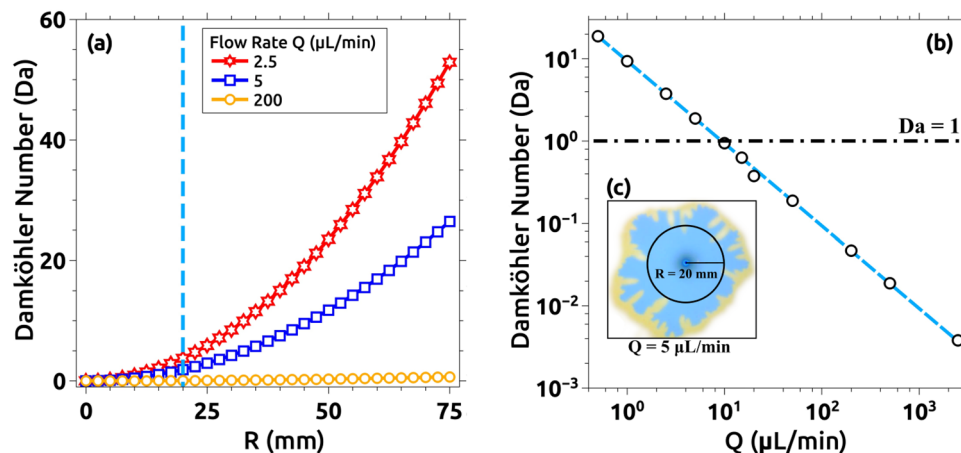 60
40
20
0
Damköhler Number (Da)
(a)
Flow Rate Q (µL/min)
2.5
5
200
0 25 50 75
R (mm)
10¹
10⁰
10⁻¹
10⁻²
10⁻³
Damköhler Number (Da)
(b)
Da = 1
(c)
R = 20 mm
Q = 5 µL/min
10⁰ 10¹ 10² 10³
Q (µL/min)